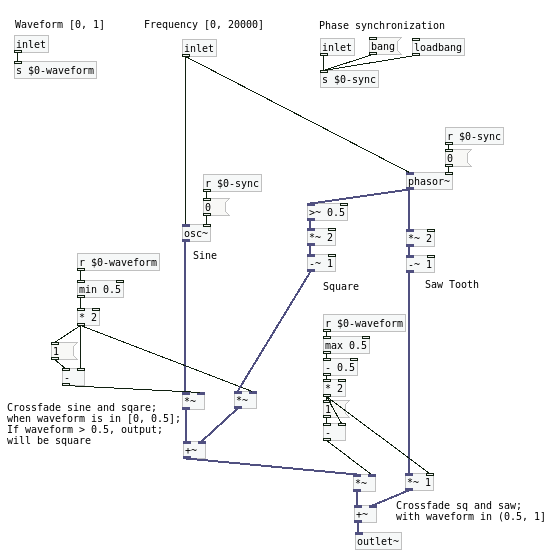 Waveform [0, 1]
Frequency [0, 20000]
Phase synchronization
inlet
inlet
inlet
bang
loadbang
s $0-waveform
s $0-sync
r $0-sync
0
phasor~
r $0-sync
0
osc~
Sine
>~ 0.5
*~ 2
-~ 1
Square
*~ 2
-~ 1
Saw Tooth
r $0-waveform
min 0.5
* 2
1
-
r $0-waveform
max 0.5
- 0.5
* 2
1
-
*~
*~
Crossfade sine and sqare;
when waveform is in [0, 0.5];
If waveform > 0.5, output;
will be square
+~
*~
*~ 1
Crossfade sq and saw;
with waveform in (0.5, 1]
+~
outlet~